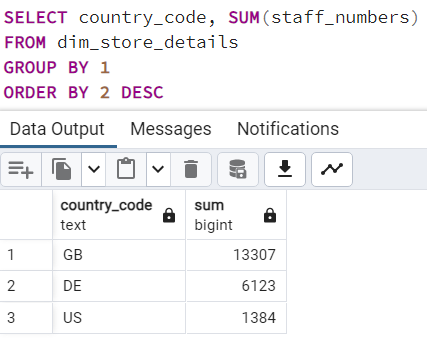 SELECT country_code, SUM(staff_numbers)
FROM dim_store_details
GROUP BY 1
ORDER BY 2 DESC
Data Output Messages Notifications
country_code sum
text bigint
1 GB 13307
2 DE 6123
3 US 1384